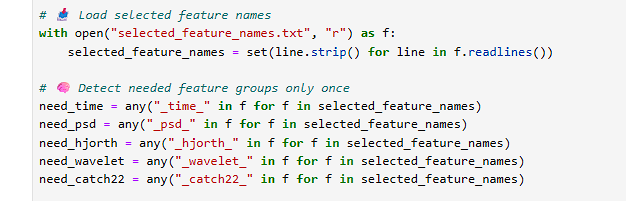 # 📥 Load selected feature names
with open("selected_feature_names.txt", "r") as f:
    selected_feature_names = set(line.strip() for line in f.readlines())

# 🧠 Detect needed feature groups only once
need_time = any("_time_" in f for f in selected_feature_names)
need_psd = any("_psd_" in f for f in selected_feature_names)
need_hjorth = any("_hjorth_" in f for f in selected_feature_names)
need_wavelet = any("_wavelet_" in f for f in selected_feature_names)
need_catch22 = any("_catch22_" in f for f in selected_feature_names)